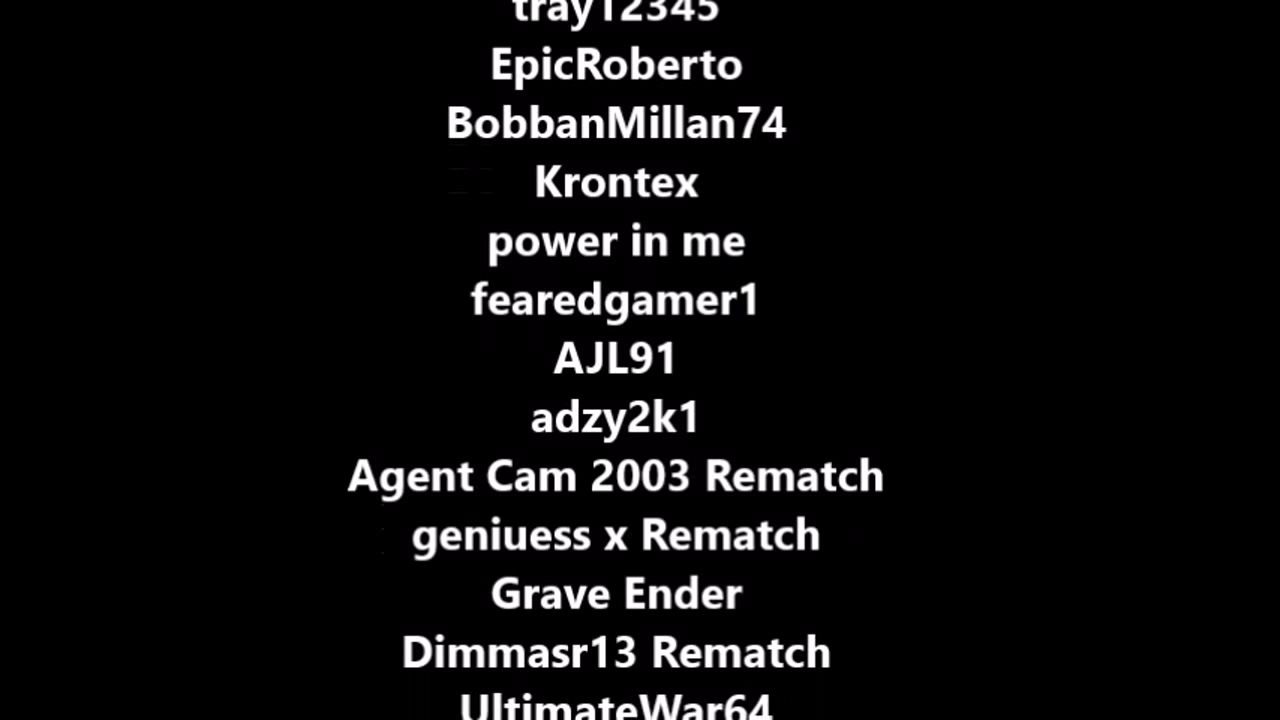 tray12345
EpicRoberto
BobbanMillan74
Krontex
power in me
fearedgamer1
AJL91
adzy2k1
Agent Cam 2003 Rematch
geniuess x Rematch
Grave Ender
Dimmasr13 Rematch
UltimateWar64